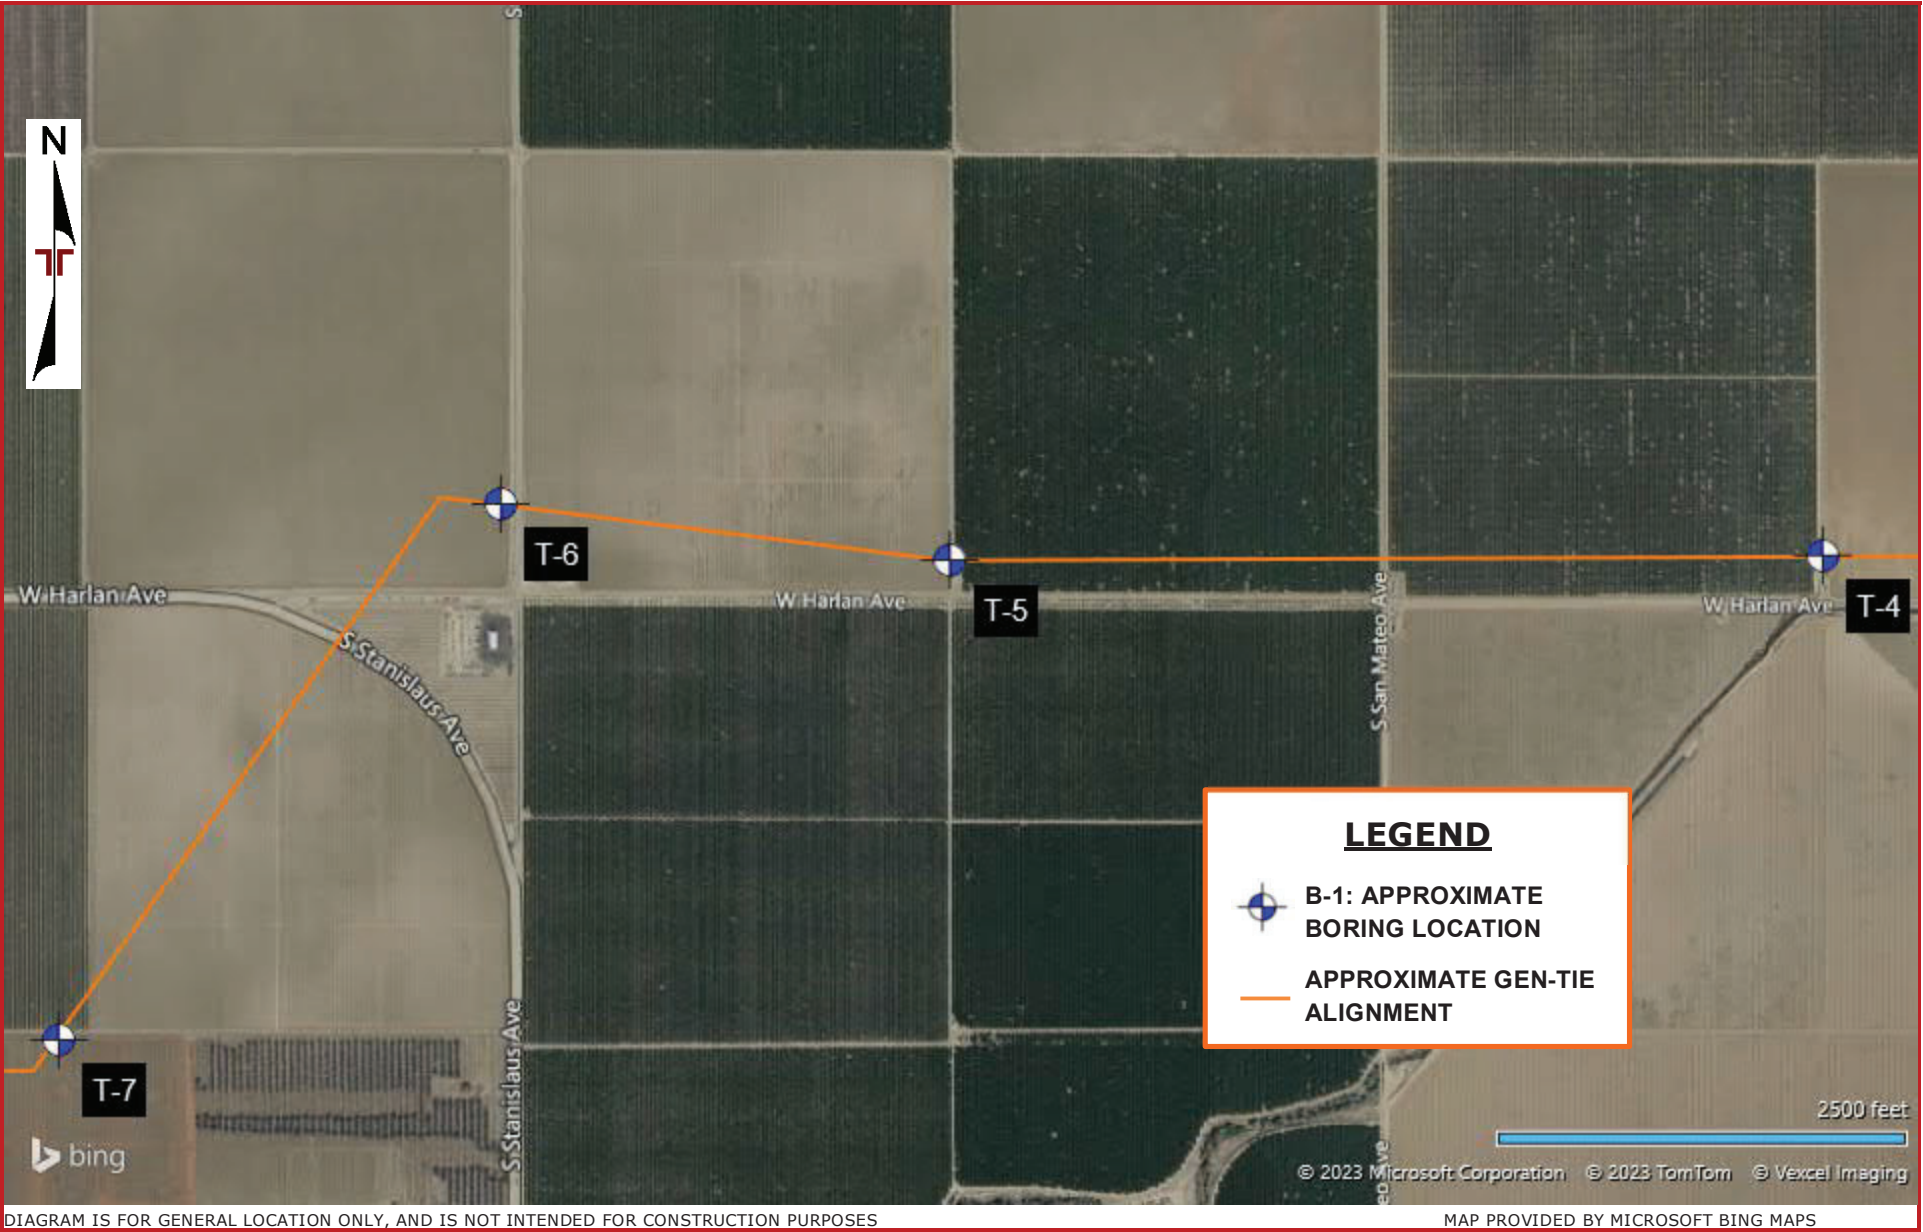 S
N
T-6
W Harlan Ave
W Harlan Ave
T-5
W Harlan Ave
T-4
S Stanislaus Ave
S San Mateo Ave
LEGEND
B-1: APPROXIMATE
BORING LOCATION
APPROXIMATE GEN-TIE
ALIGNMENT
S Stanislaus Ave
T-7
2500 feet
bing
eo Ave
© 2023 Microsoft Corporation © 2023 TomTom © Vexcel Imaging
DIAGRAM IS FOR GENERAL LOCATION ONLY, AND IS NOT INTENDED FOR CONSTRUCTION PURPOSES
MAP PROVIDED BY MICROSOFT BING MAPS